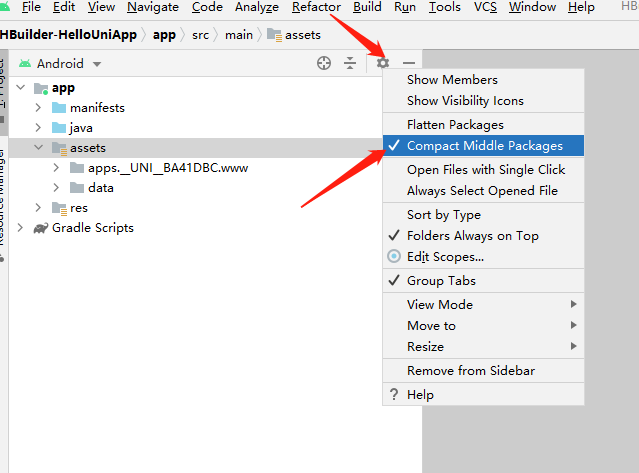 File Edit View Navigate Code Analyze Refactor Build Run Tools VCS Window Help HB
HBuilder-HelloUniApp app src main assets
Project
Android
app
manifests
java
assets
apps.__UNI__BA41DBC.www
data
res
Gradle Scripts
Resource Manager
Show Members
Show Visibility Icons
Flatten Packages
Compact Middle Packages
Open Files with Single Click
Always Select Opened File
Sort by Type
Folders Always on Top
Edit Scopes...
Group Tabs
View Mode
Move to
Resize
Remove from Sidebar
? Help